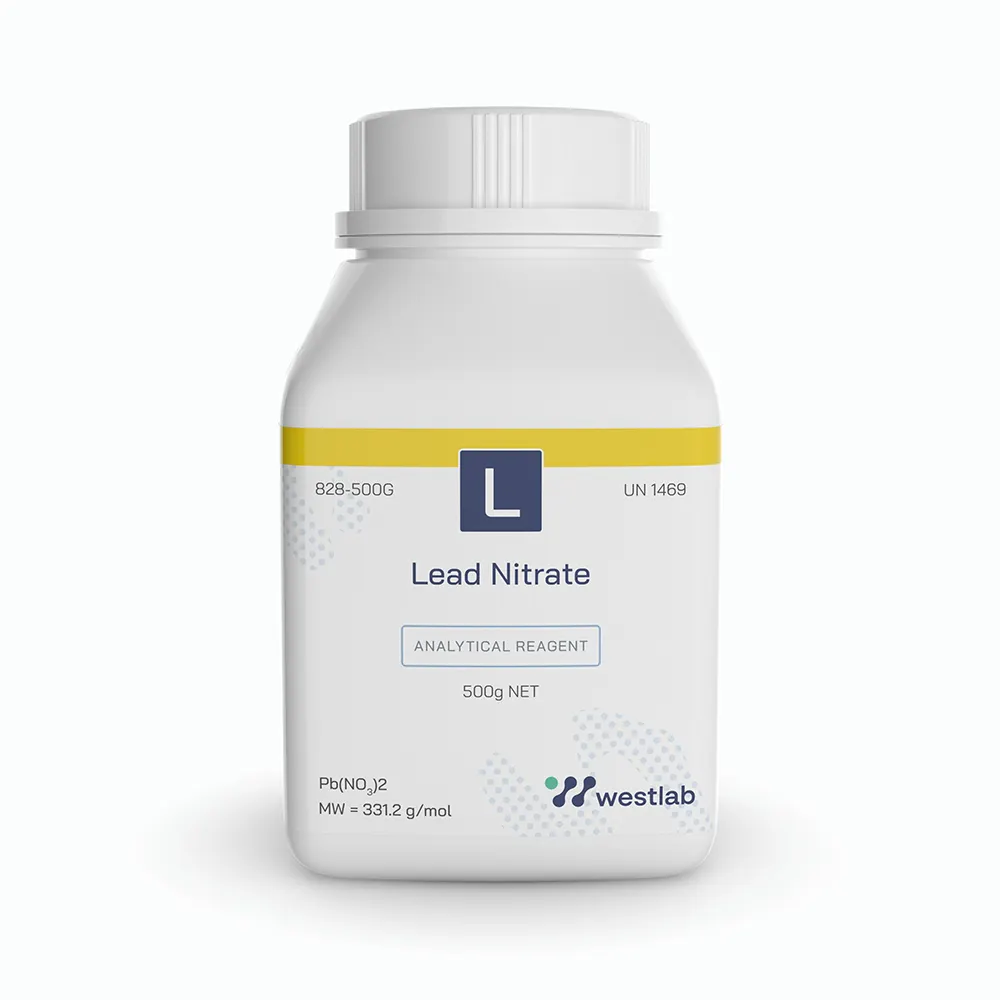 828-500G
L
UN 1469
Lead Nitrate
ANALYTICAL REAGENT
500g NET
Pb(NO₃)2
MW = 331.2 g/mol
westlab